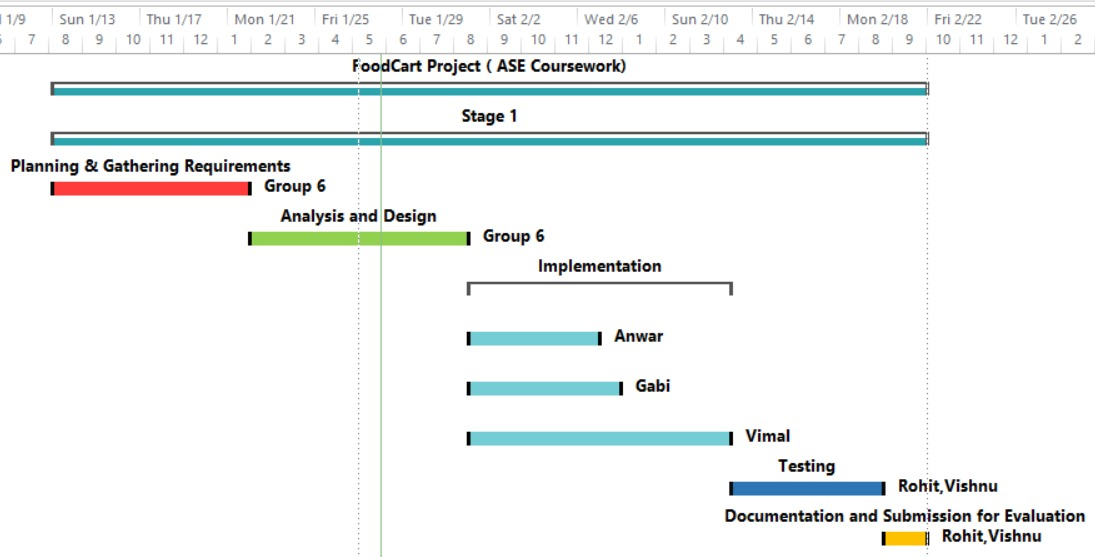 1/9 Sun 1/13 Thu 1/17 Mon 1/21 Fri 1/25 Tue 1/29 Sat 2/2 Wed 2/6 Sun 2/10 Thu 2/14 Mon 2/18 Fri 2/22 Tue 2/26
7 8 9 10 11 12 1 2 3 4 5 6 7 8 9 10 11 12 1 2 3 4 5 6 7 8 9 10 11 12 1 2
FoodCart Project ( ASE Coursework)
Stage 1
Planning & Gathering Requirements
Group 6
Analysis and Design
Group 6
Implementation
Anwar
Gabi
Vimal
Testing
Rohit,Vishnu
Documentation and Submission for Evaluation
Rohit,Vishnu